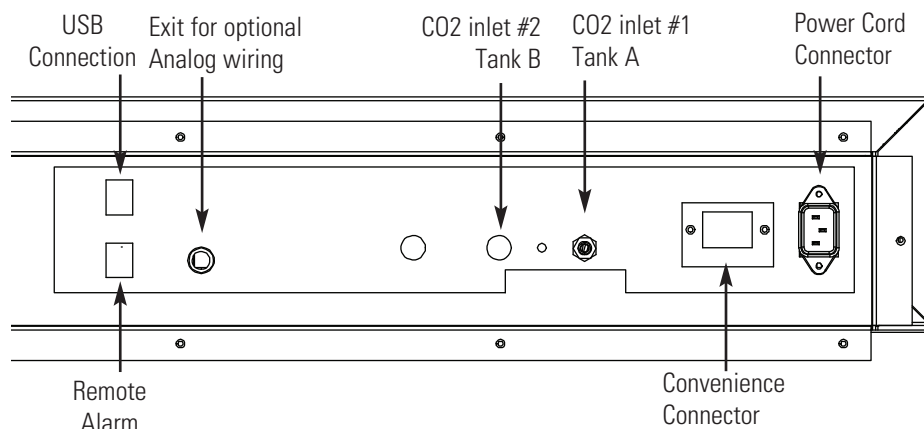 USB
Connection
Exit for optional
Analog wiring
CO2 inlet #2
Tank B
CO2 inlet #1
Tank A
Power Cord
Connector
Remote
Alarm
Convenience
Connector